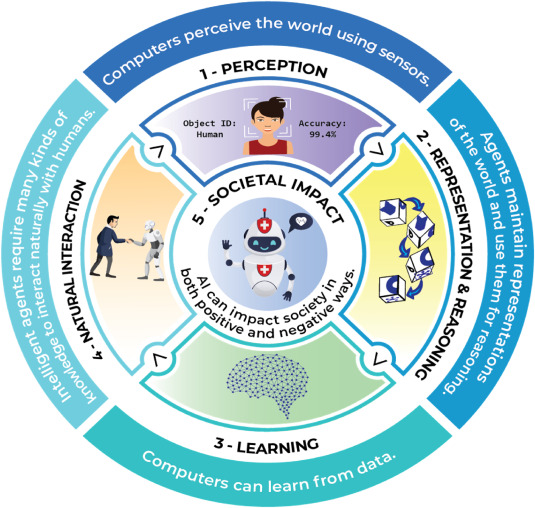 Computers perceive the world using sensors.
1 - PERCEPTION
Object ID:
Human
Accuracy:
99.4%
2 - REPRESENTATION & REASONING
Agents maintain representations
of the world and use them for reasoning.
3 - LEARNING
Computers can learn from data.
4 - NATURAL INTERACTION
Intelligent agents require many kinds of
knowledge to interact naturally with humans.
5 - SOCIETAL IMPACT
AI can impact society in
both positive and negative ways.